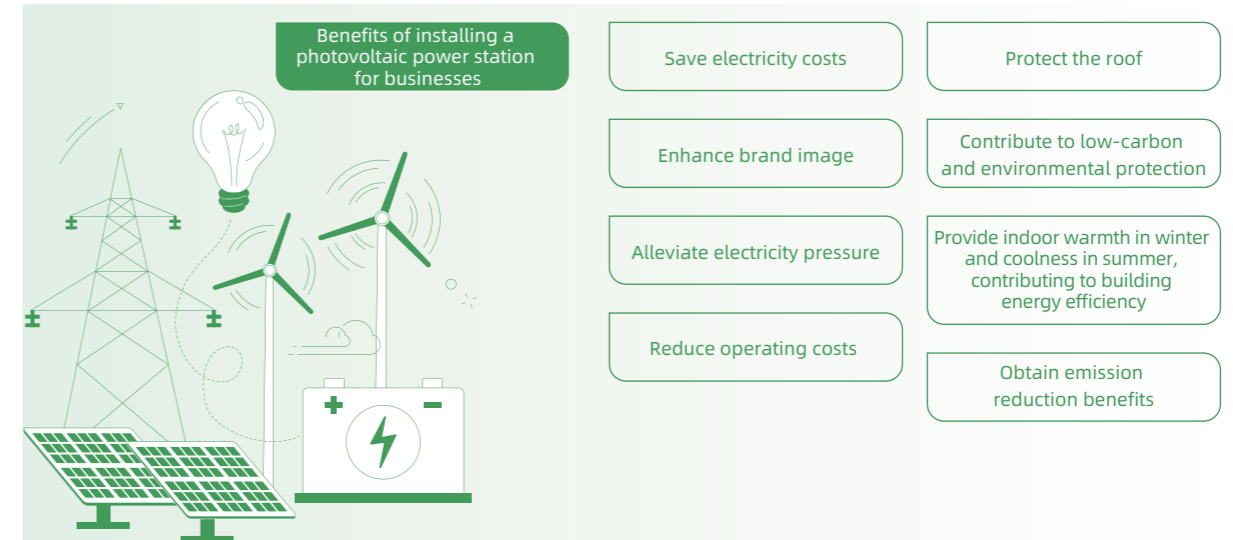 Benefits of installing a
photovoltaic power station
for businesses
Save electricity costs
Protect the roof
Enhance brand image
Contribute to low-carbon
and environmental protection
Alleviate electricity pressure
Provide indoor warmth in winter
and coolness in summer,
contributing to building
energy efficiency
Reduce operating costs
Obtain emission
reduction benefits